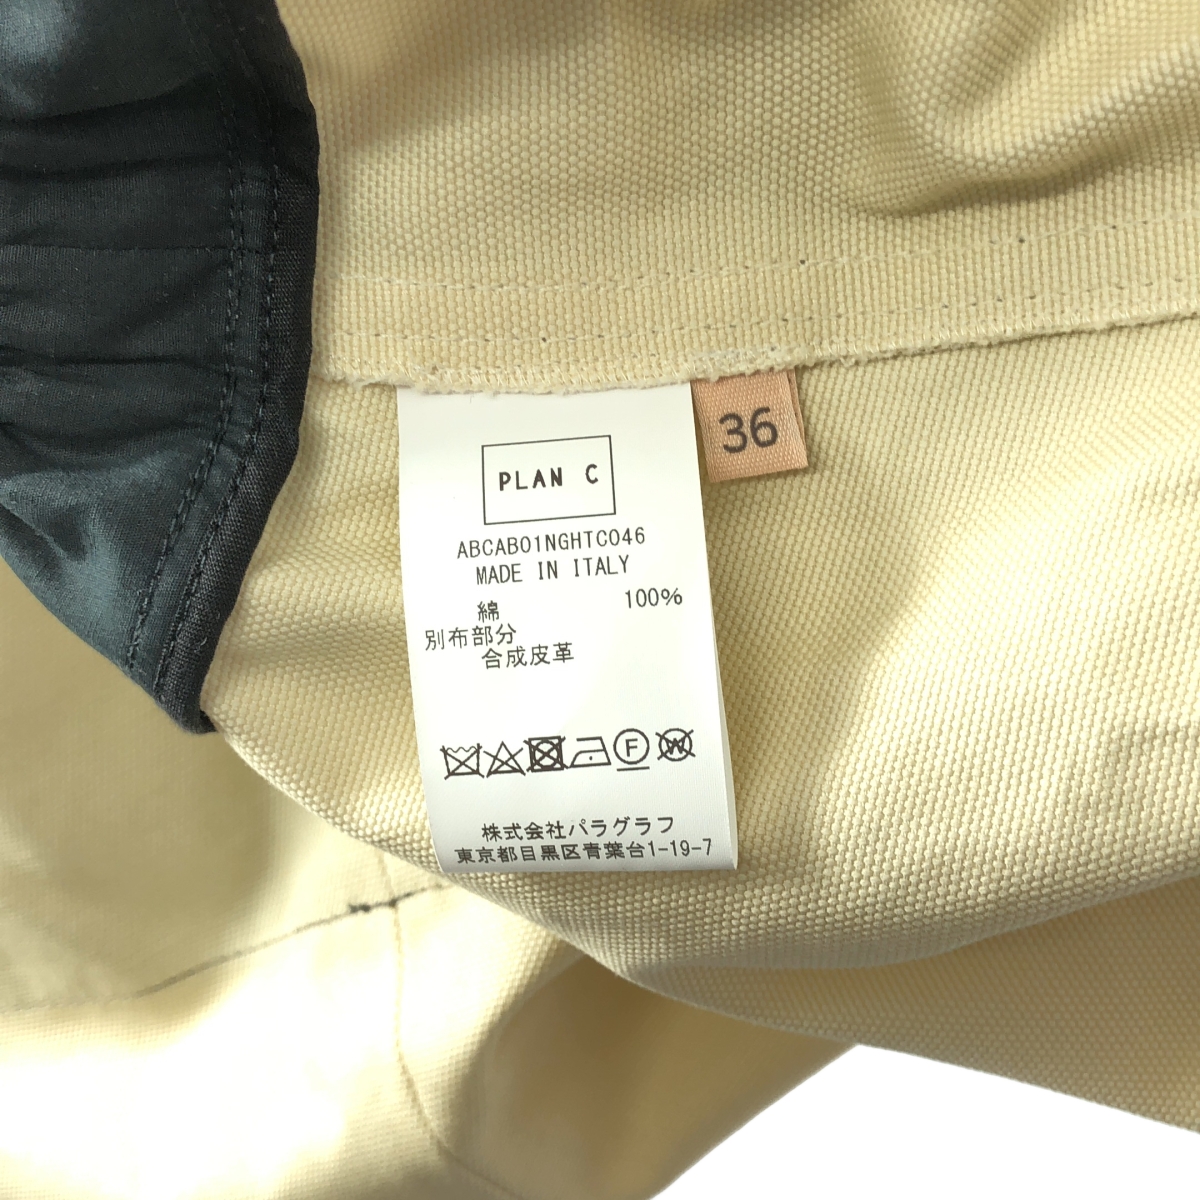 36
PLAN C
ABCAB01NGHTC046
MADE IN ITALY
綿 100%
別布部分
合成皮革
F
W
株式会社パラグラフ
東京都目黒区青葉台1-19-7